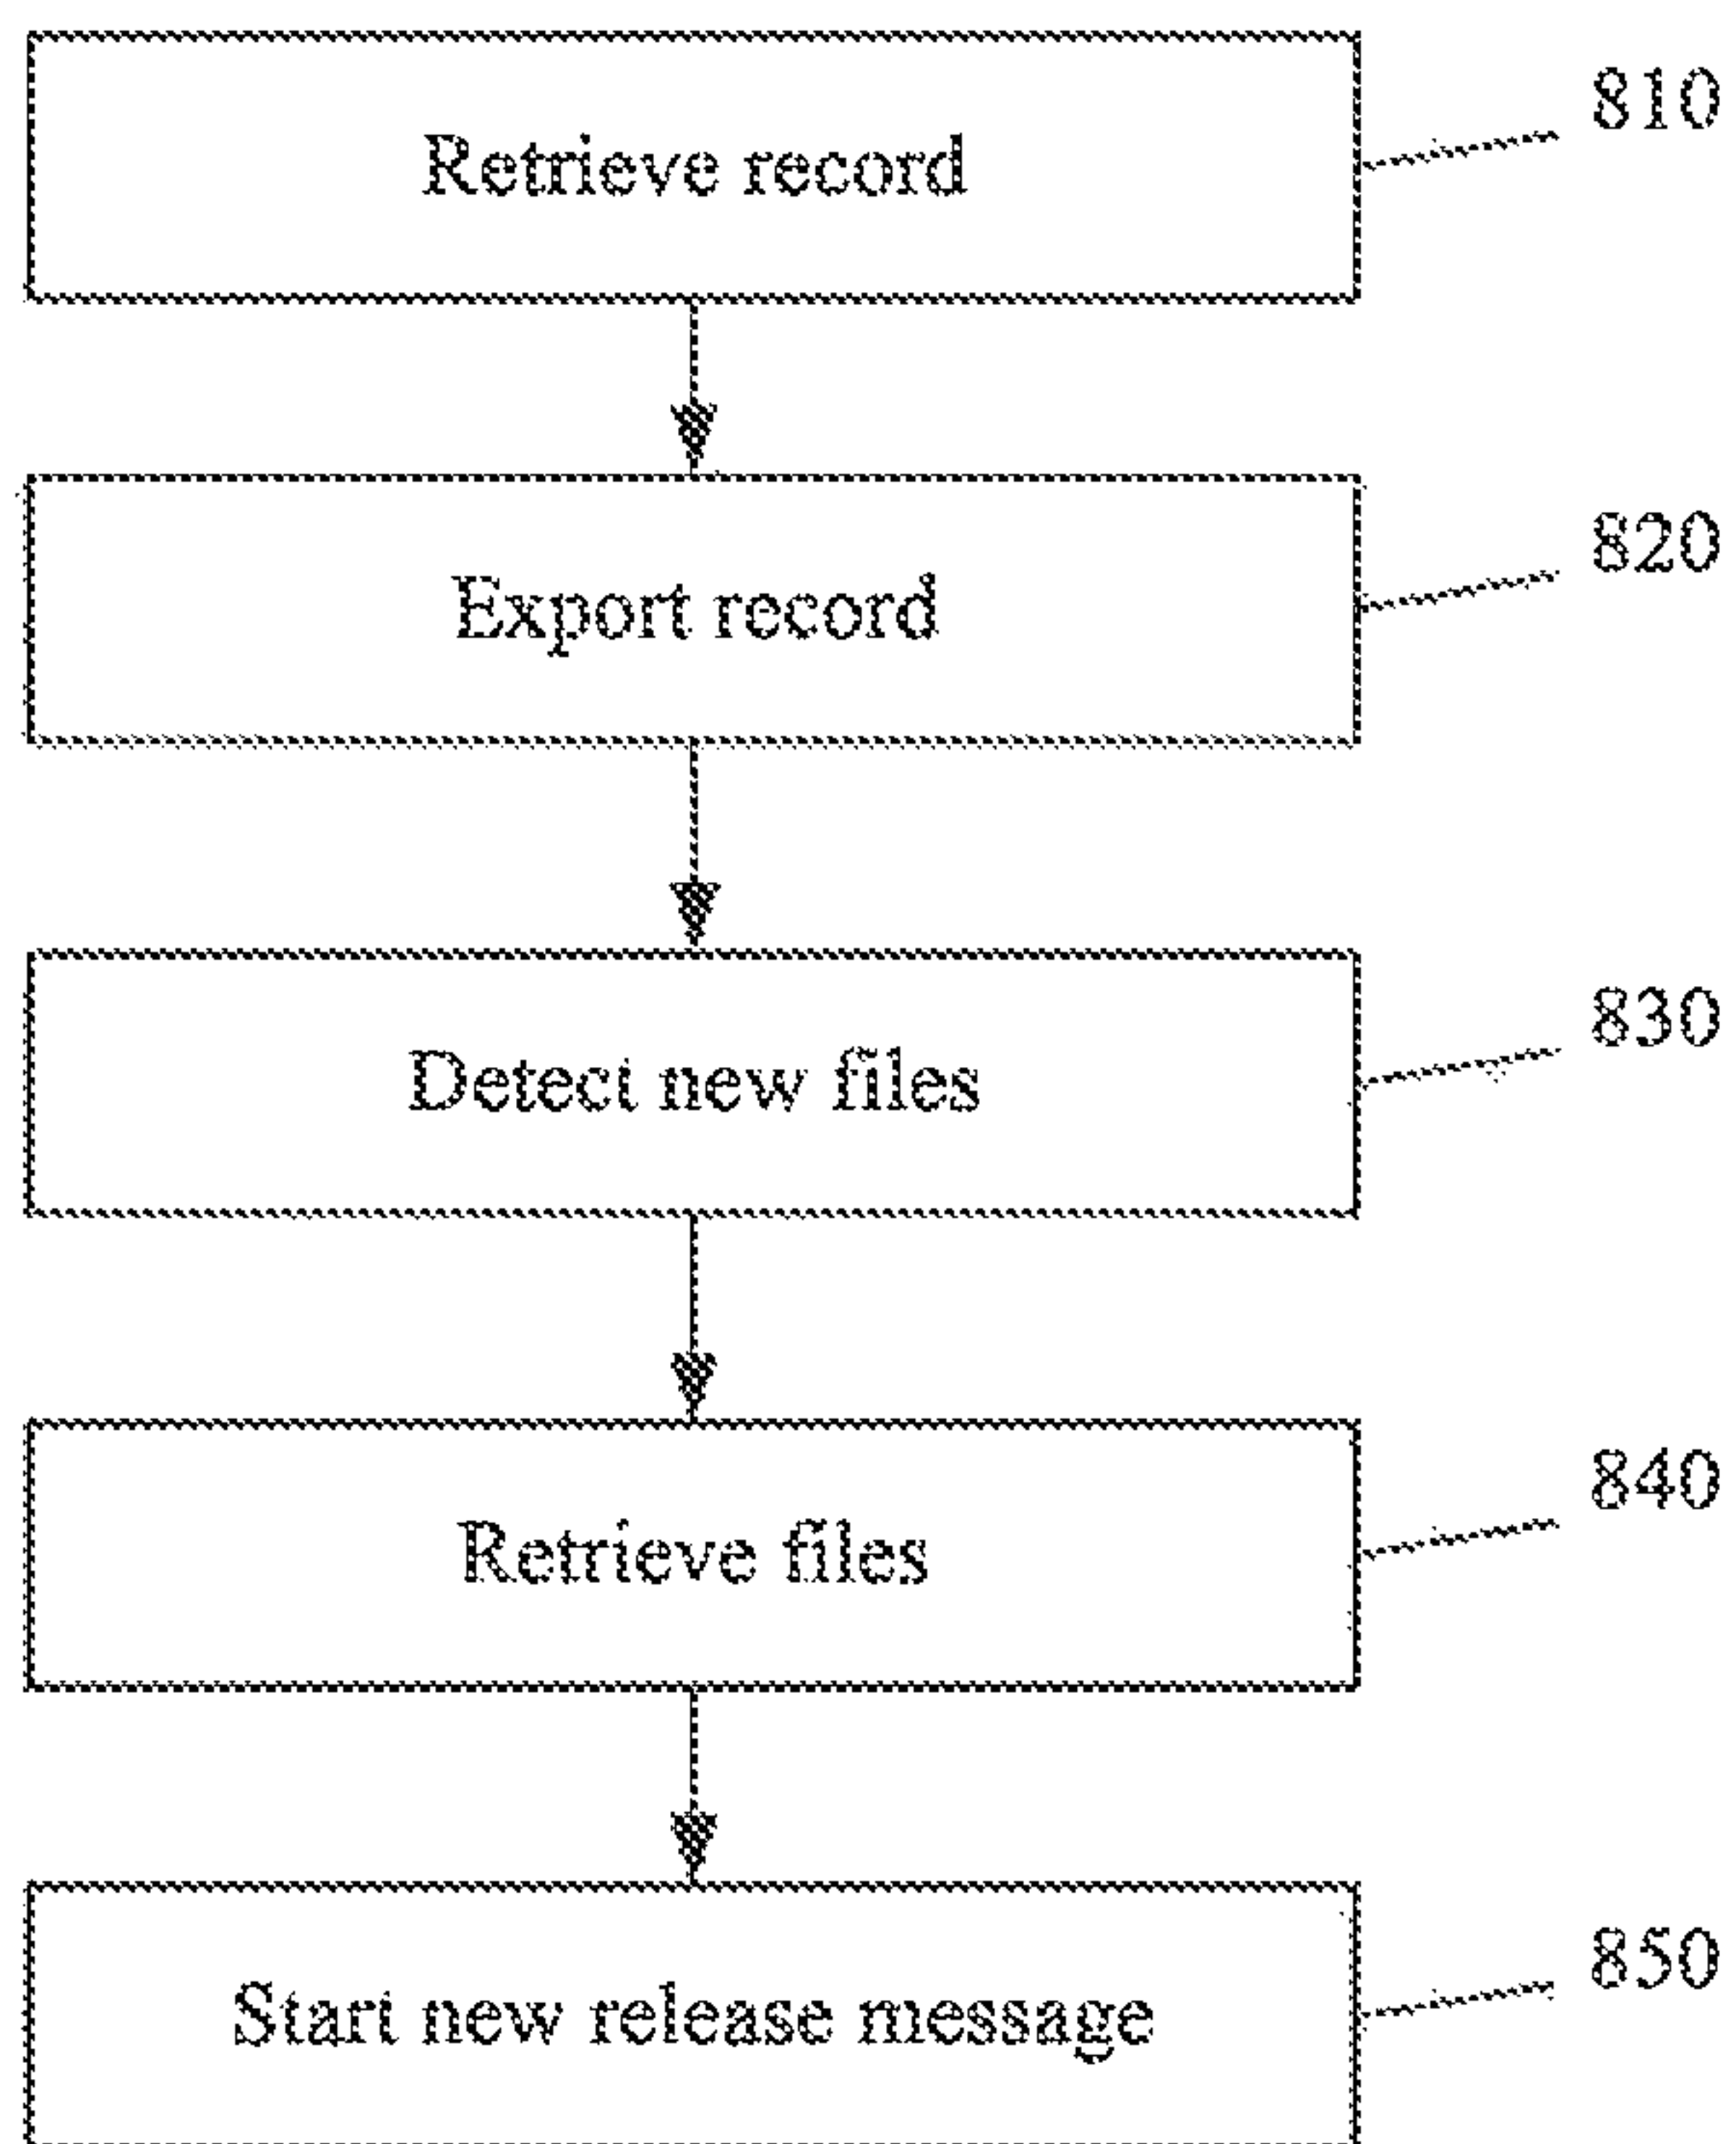 Retrieve record
810
Export record
820
Detect new files
830
Retrieve files
840
Start new release message
850